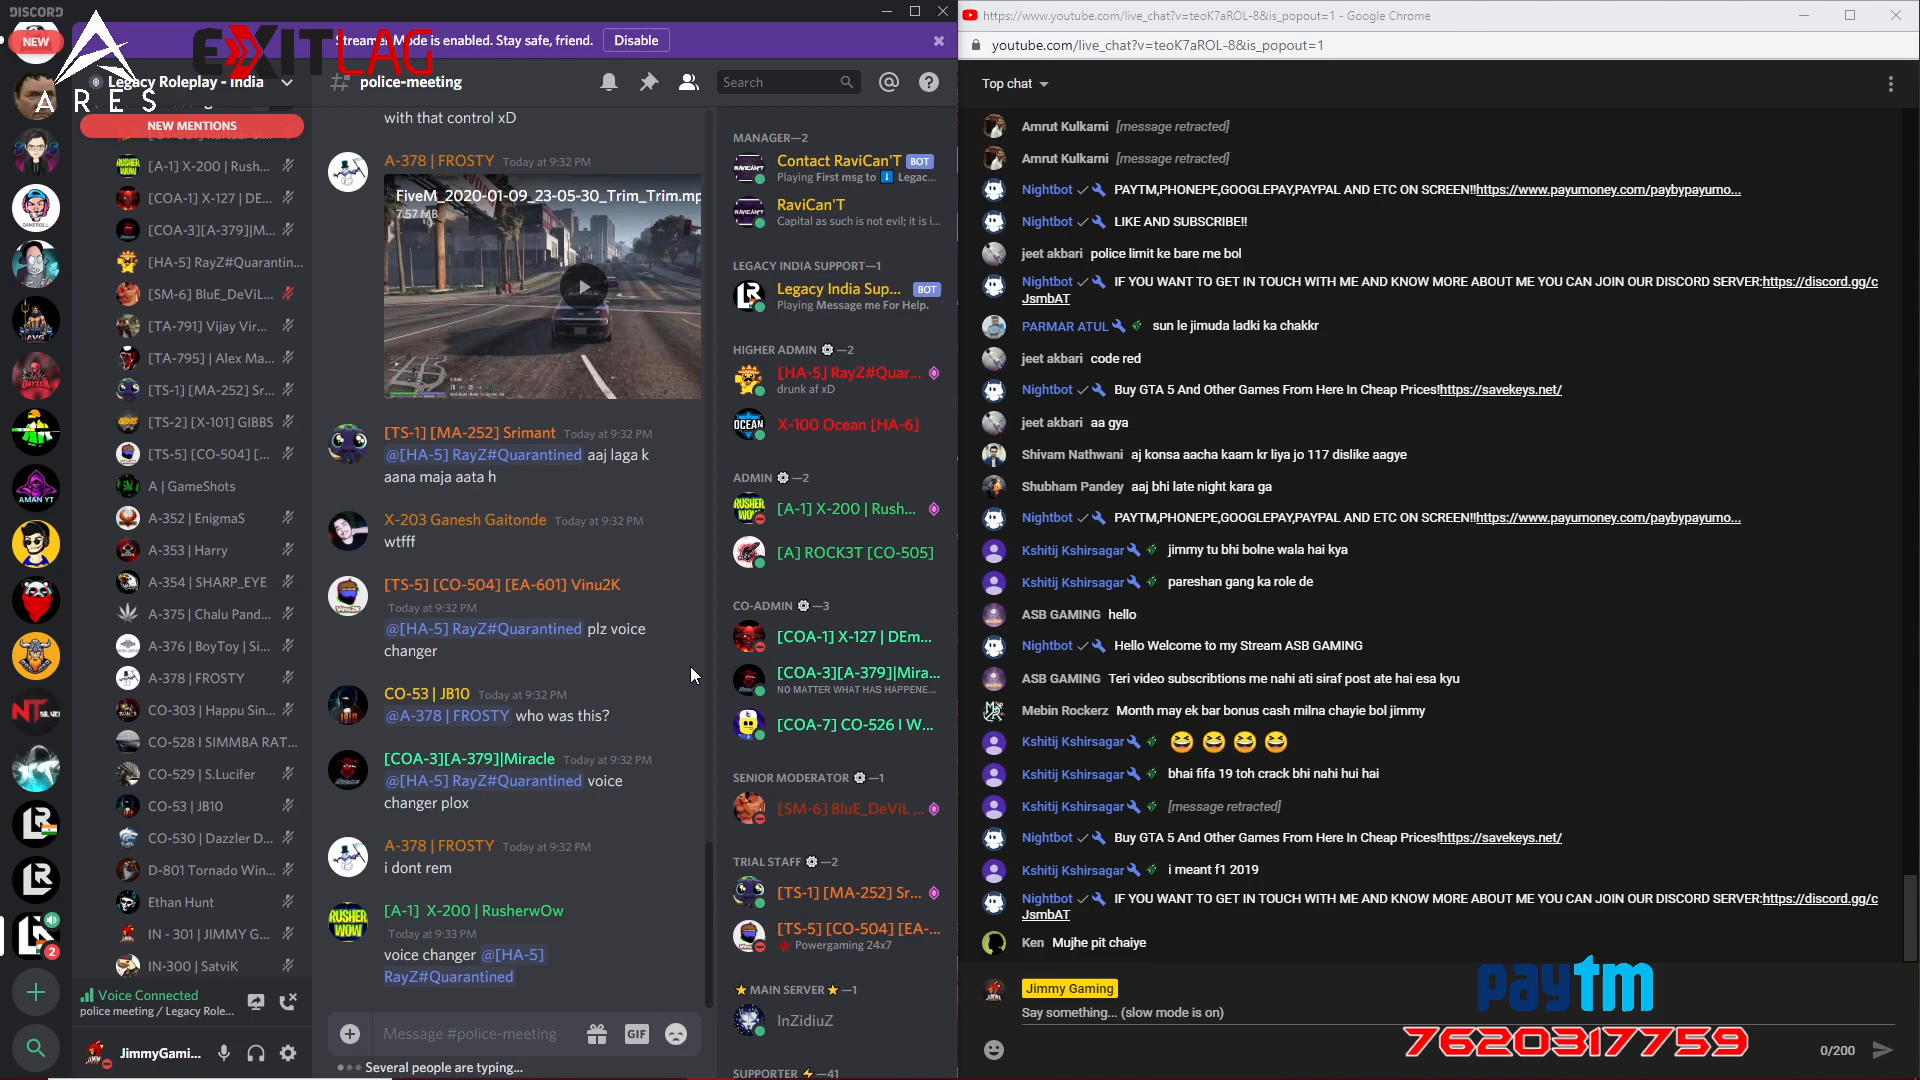 DISCORD
NEW
ARES
EXITLAG
Streamer Mode is enabled. Stay safe, friend.
Disable
Legacy Roleplay - India
NEW MENTIONS
[A-1] X-200 | Rush...
[COA-1] X-127 | DE...
[COA-3][A-379]|M...
[HA-5] RayZ#Quarantin...
[SM-6] BluE_DeViL...
[TA-791] Vijay Vir...
[TA-795] | Alex Ma...
[TS-1] [MA-252] Sr...
[TS-2] [X-101] GIBBS
[TS-5] [CO-504] [...
A | GameShots
A-352 | EnigmaS
A-353 | Harry
A-354 | SHARP_EYE
A-375 | Chalu Pand...
A-376 | BoyToy | Si...
A-378 | FROSTY
CO-303 | Happu Sin...
CO-528 I SIMMBA RAT...
CO-529 | S.Lucifer
CO-53 | JB10
CO-530 | Dazzler D...
D-801 Tornado Win...
Ethan Hunt
IN - 301 | JIMMY G...
IN-300 | SatviK
AMAN YT
2
Voice Connected
police meeting / Legacy Role...
JimmyGami...
# police-meeting
Search
with that control xD
A-378 | FROSTY Today at 9:32 PM
FiveM_2020-01-09_23-05-30_Trim_Trim.mp
7.57 MB
[TS-1] [MA-252] Srimant Today at 9:32 PM
@[HA-5] RayZ#Quarantined aaj laga k
aana maja aata h
X-203 Ganesh Gaitonde Today at 9:32 PM
wtfff
[TS-5] [CO-504] [EA-601] Vinu2K
Today at 9:32 PM
@[HA-5] RayZ#Quarantined plz voice
changer
CO-53 | JB10 Today at 9:32 PM
@A-378 | FROSTY who was this?
[COA-3][A-379]|Miracle Today at 9:32 PM
@[HA-5] RayZ#Quarantined voice
changer plox
A-378 | FROSTY Today at 9:32 PM
i dont rem
[A-1] X-200 | RusherwOw
Today at 9:33 PM
voice changer @[HA-5]
RayZ#Quarantined
Message #police-meeting
GIF
Several people are typing...
MANAGER—2
Contact RaviCan'T BOT
Playing First msg to Legac...
RaviCan'T
Capital as such is not evil; it is i...
LEGACY INDIA SUPPORT—1
Legacy India Sup... BOT
Playing Message me For Help.
HIGHER ADMIN —2
[HA-5] RayZ#Quar...
drunk af xD
X-100 Ocean [HA-6]
ADMIN —2
[A-1] X-200 | Rush...
[A] ROCK3T [CO-505]
CO-ADMIN —3
[COA-1] X-127 | DEm...
[COA-3][A-379]|Mira...
NO MATTER WHAT HAS HAPPENE...
[COA-7] CO-526 I W...
SENIOR MODERATOR —1
[SM-6] BluE_DeViL ...
TRIAL STAFF —2
[TS-1] [MA-252] Sr...
[TS-5] [CO-504] [EA-...
Powergaming 24x7
⭐MAIN SERVER⭐—1
InZidiuZ
SUPPORTER ⚡—41
https://www.youtube.com/live_chat?v=teoK7aROL-8&is_popout=1 - Google Chrome
youtube.com/live_chat?v=teoK7aROL-8&is_popout=1
Top chat
Amrut Kulkarni [message retracted]
Amrut Kulkarni [message retracted]
Nightbot PAYTM,PHONEPE,GOOGLEPAY,PAYPAL AND ETC ON SCREEN!!https://www.payumoney.com/paybypayumo...
Nightbot LIKE AND SUBSCRIBE!!
jeet akbari police limit ke bare me bol
Nightbot IF YOU WANT TO GET IN TOUCH WITH ME AND KNOW MORE ABOUT ME YOU CAN JOIN OUR DISCORD SERVER:https://discord.gg/c
JsmbAT
PARMAR ATUL sun le jimuda ladki ka chakkr
jeet akbari code red
Nightbot Buy GTA 5 And Other Games From Here In Cheap Prices!https://savekeys.net/
jeet akbari aa gya
Shivam Nathwani aj konsa aacha kaam kr liya jo 117 dislike aagye
Shubham Pandey aaj bhi late night kara ga
Nightbot PAYTM,PHONEPE,GOOGLEPAY,PAYPAL AND ETC ON SCREEN!!https://www.payumoney.com/paybypayumo...
Kshitij Kshirsagar jimmy tu bhi bolne wala hai kya
Kshitij Kshirsagar pareshan gang ka role de
ASB GAMING hello
Nightbot Hello Welcome to my Stream ASB GAMING
ASB GAMING Teri video subscribtions me nahi ati siraf post ate hai esa kyu
Mebin Rockerz Month may ek bar bonus cash milna chayie bol jimmy
Kshitij Kshirsagar 😆 😆 😆 😆
Kshitij Kshirsagar bhai fifa 19 toh crack bhi nahi hui hai
Kshitij Kshirsagar [message retracted]
Nightbot Buy GTA 5 And Other Games From Here In Cheap Prices!https://savekeys.net/
Kshitij Kshirsagar i meant f1 2019
Nightbot IF YOU WANT TO GET IN TOUCH WITH ME AND KNOW MORE ABOUT ME YOU CAN JOIN OUR DISCORD SERVER:https://discord.gg/c
JsmbAT
Ken Mujhe pit chaiye
Jimmy Gaming
Say something... (slow mode is on)
0/200
paytm
7620317759